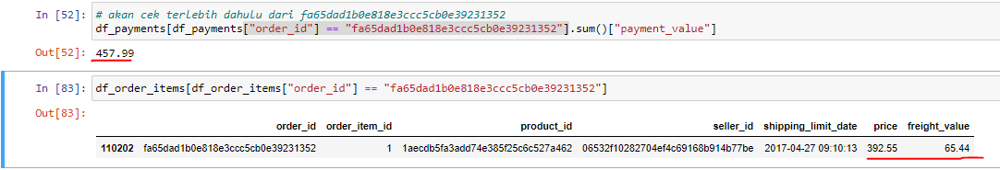 In [52]: # akan cek terlebih dahulu dari fa65dad1b0e818e3ccc5cb0e39231352
df_payments[df_payments["order_id"] == "fa65dad1b0e818e3ccc5cb0e39231352"].sum()["payment_value"]
Out[52]: 457.99
In [83]: df_order_items[df_order_items["order_id"] == "fa65dad1b0e818e3ccc5cb0e39231352"]
Out[83]:
order_id order_item_id product_id seller_id shipping_limit_date price freight_value
110202 fa65dad1b0e818e3ccc5cb0e39231352 1 1aecdb5fa3add74e385f25c6c527a462 06532f10282704ef4c69168b914b77be 2017-04-27 09:10:13 392.55 65.44